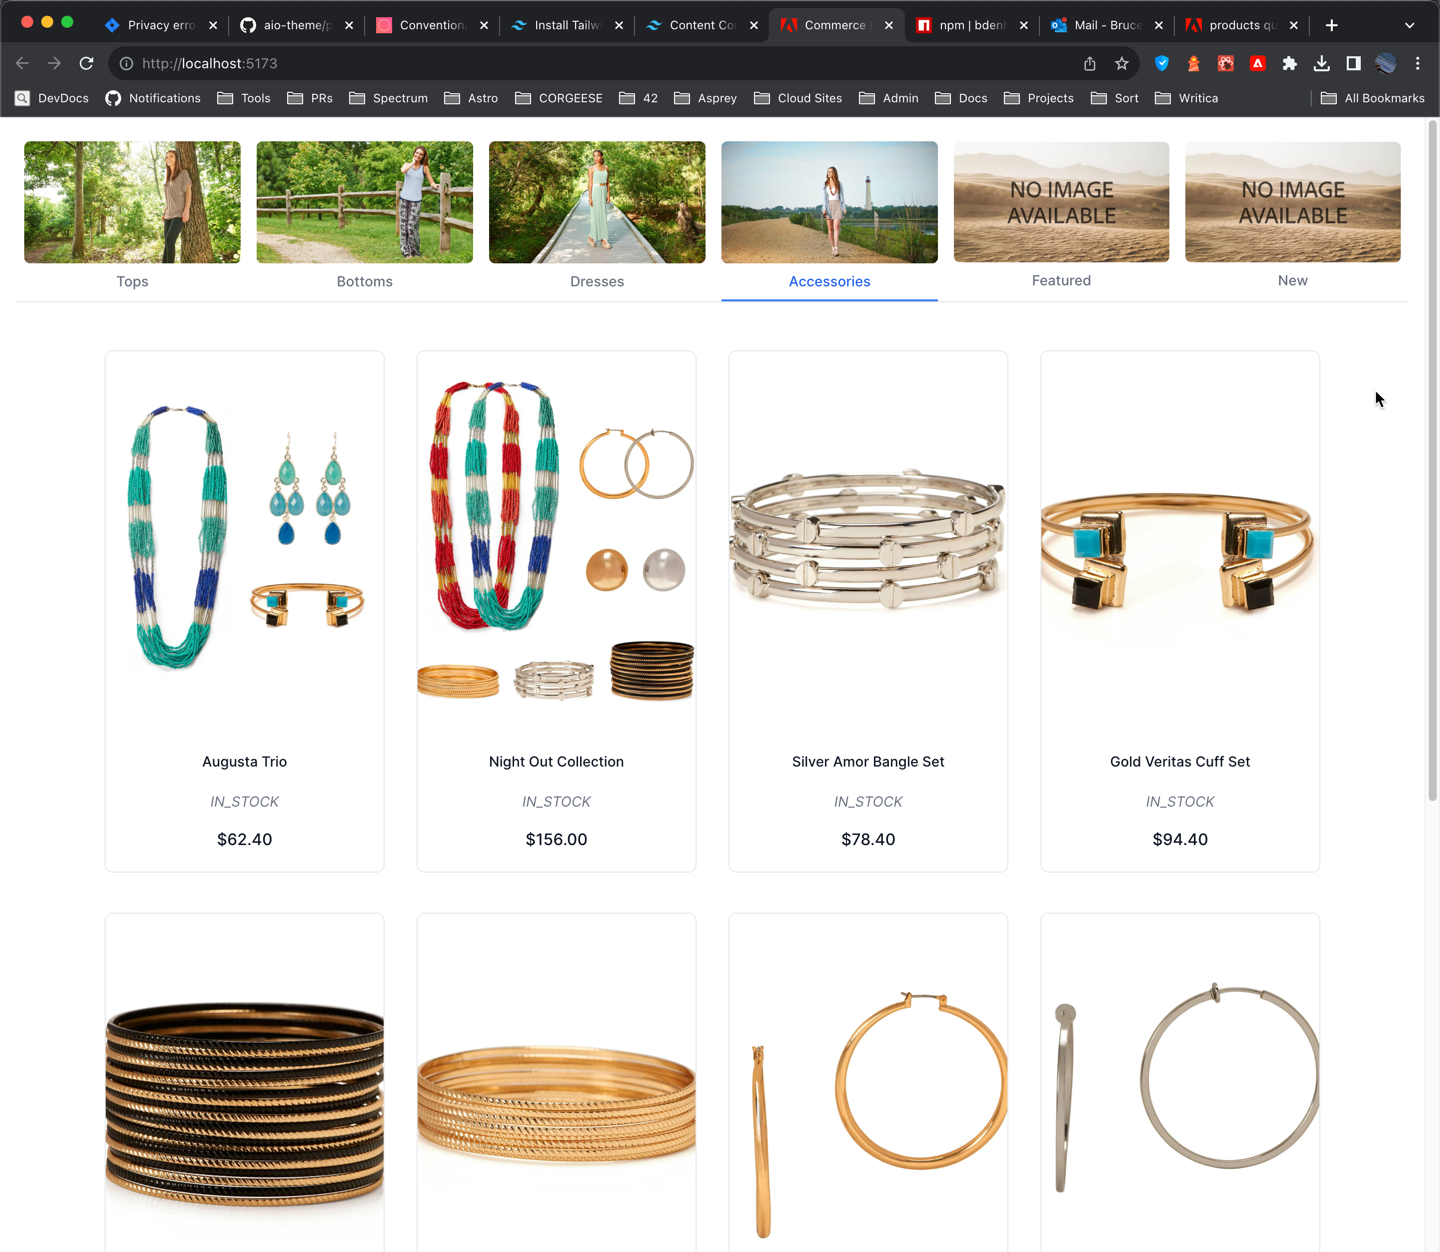 Privacy erro
aio-theme/p
Convention
Install Tailw
Content Co
Commerce
npm | bdenh
Mail - Bruce
products qu
http://localhost:5173
DevDocs
Notifications
Tools
PRs
Spectrum
Astro
CORGEESE
42
Asprey
Cloud Sites
Admin
Docs
Projects
Sort
Writica
All Bookmarks
NO IMAGE
AVAILABLE
NO IMAGE
AVAILABLE
Tops
Bottoms
Dresses
Accessories
Featured
New
Augusta Trio
IN_STOCK
$62.40
Night Out Collection
IN_STOCK
$156.00
Silver Amor Bangle Set
IN_STOCK
$78.40
Gold Veritas Cuff Set
IN_STOCK
$94.40